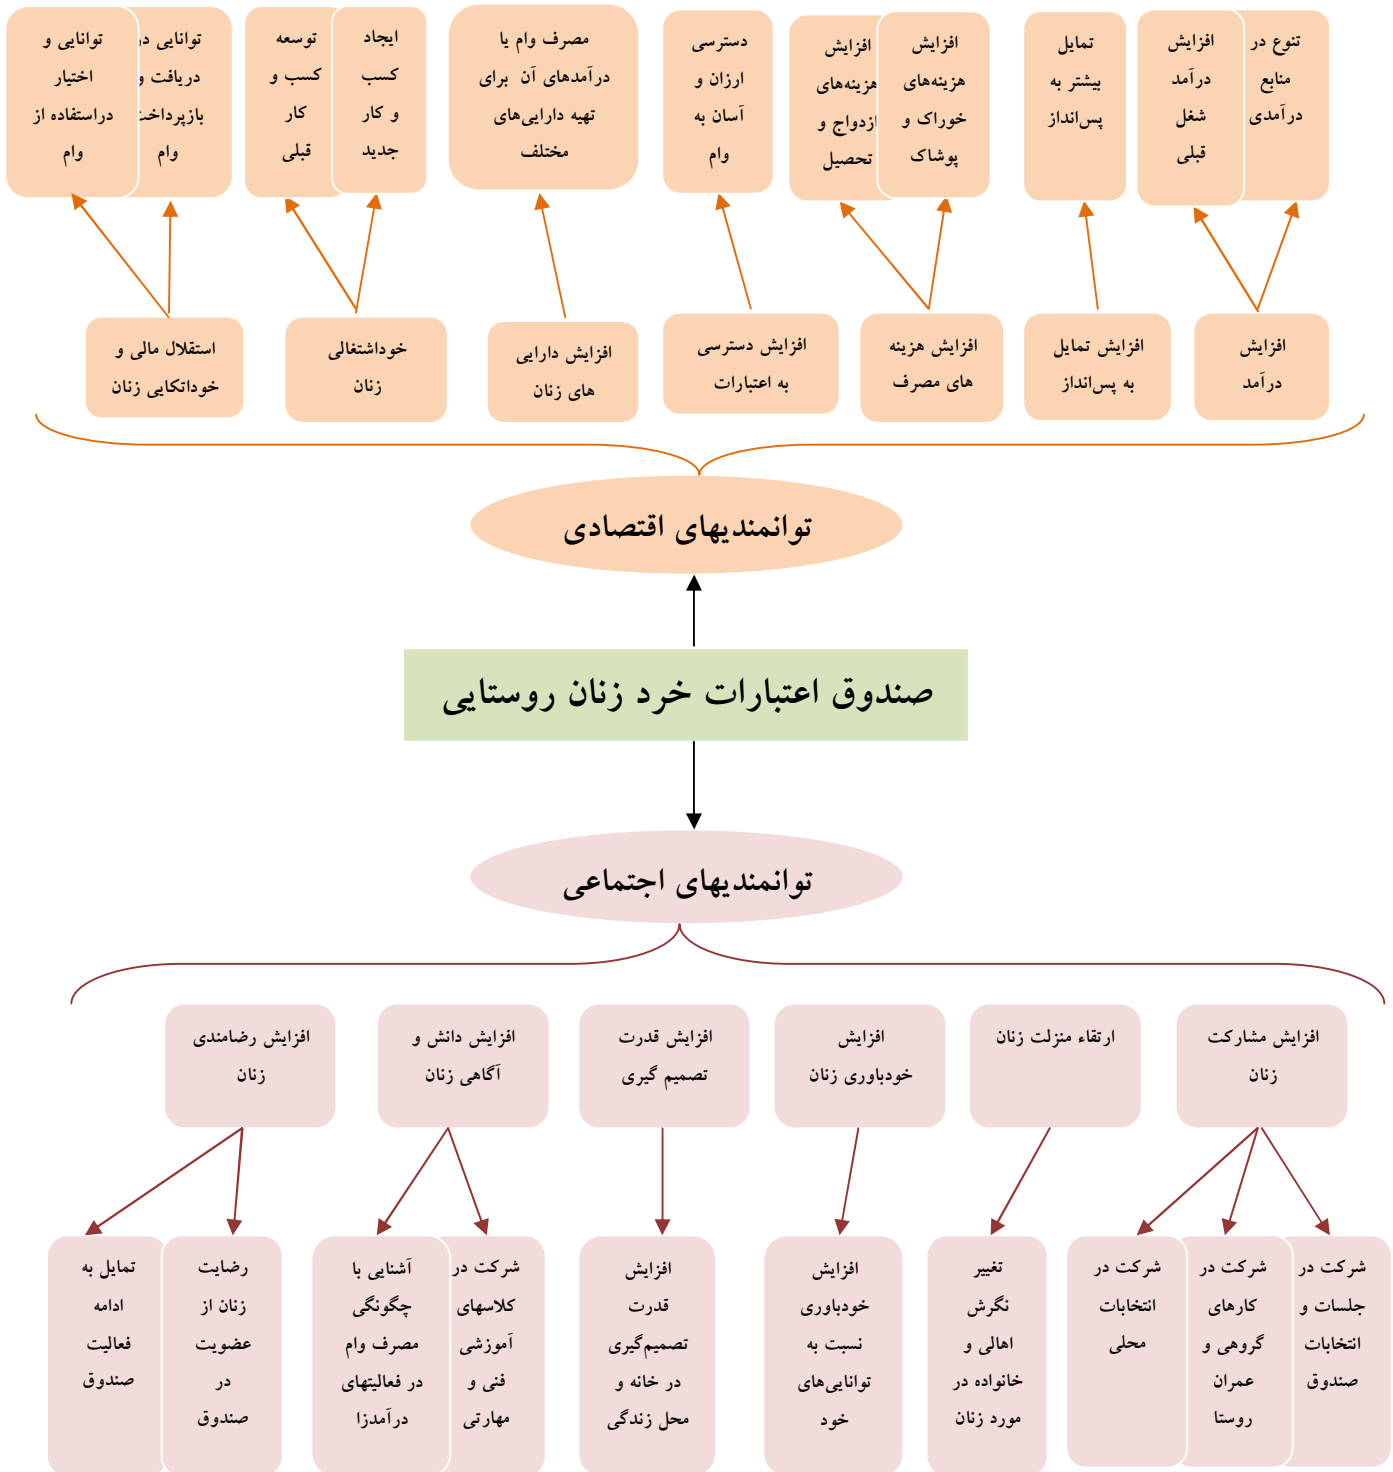 تنوع در
منابع
درآمدی
افزایش
درآمد
شغل
قبلی
تمایل
بیشتر به
پس‌انداز
افزایش
هزینه‌های
خوراک و
پوشاک
افزایش
هزینه‌های
ازدواج و
تحصیل
دسترسی
ارزان و
آسان به
وام
مصرف وام یا
درآمدهای آن برای
تهیه دارایی‌های
مختلف
ایجاد
کسب
و کار
جدید
توسعه
کسب و
کار
قبلی
توانایی در
دریافت و
بازپرداخت
وام
توانایی و
اختیار
دراستفاده از
وام
افزایش
درآمد
افزایش تمایل
به پس‌انداز
افزایش هزینه
های مصرف
افزایش دسترسی
به اعتبارات
افزایش دارایی
های زنان
خوداشتغالی
زنان
استقلال مالی و
خوداتکایی زنان
توانمندیهای اقتصادی
صندوق اعتبارات خرد زنان روستایی
توانمندیهای اجتماعی
افزایش مشارکت
زنان
ارتقاء منزلت زنان
افزایش
خودباوری زنان
افزایش قدرت
تصمیم گیری
افزایش دانش و
آگاهی زنان
افزایش رضامندی
زنان
شرکت در
جلسات و
انتخابات
صندوق
شرکت در
کارهای
گروهی و
عمران
روستا
شرکت در
انتخابات
محلی
تغییر
نگرش
اهالی و
خانواده در
مورد زنان
افزایش
خودباوری
نسبت به
توانایی‌های
خود
افزایش
قدرت
تصمیم‌گیری
در خانه و
محل زندگی
شرکت در
کلاسهای
آموزشی
فنی و
مهارتی
آشنایی با
چگونگی
مصرف وام
در فعالیتهای
درآمدزا
رضایت
زنان از
عضویت
در
صندوق
تمایل به
ادامه
فعالیت
صندوق